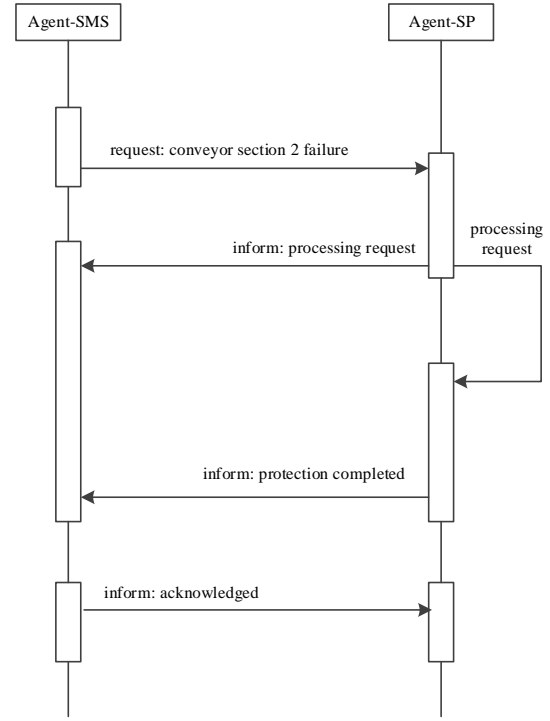 Agent-SMS
Agent-SP
request: conveyor section 2 failure
processing
request
inform: processing request
inform: protection completed
inform: acknowledged